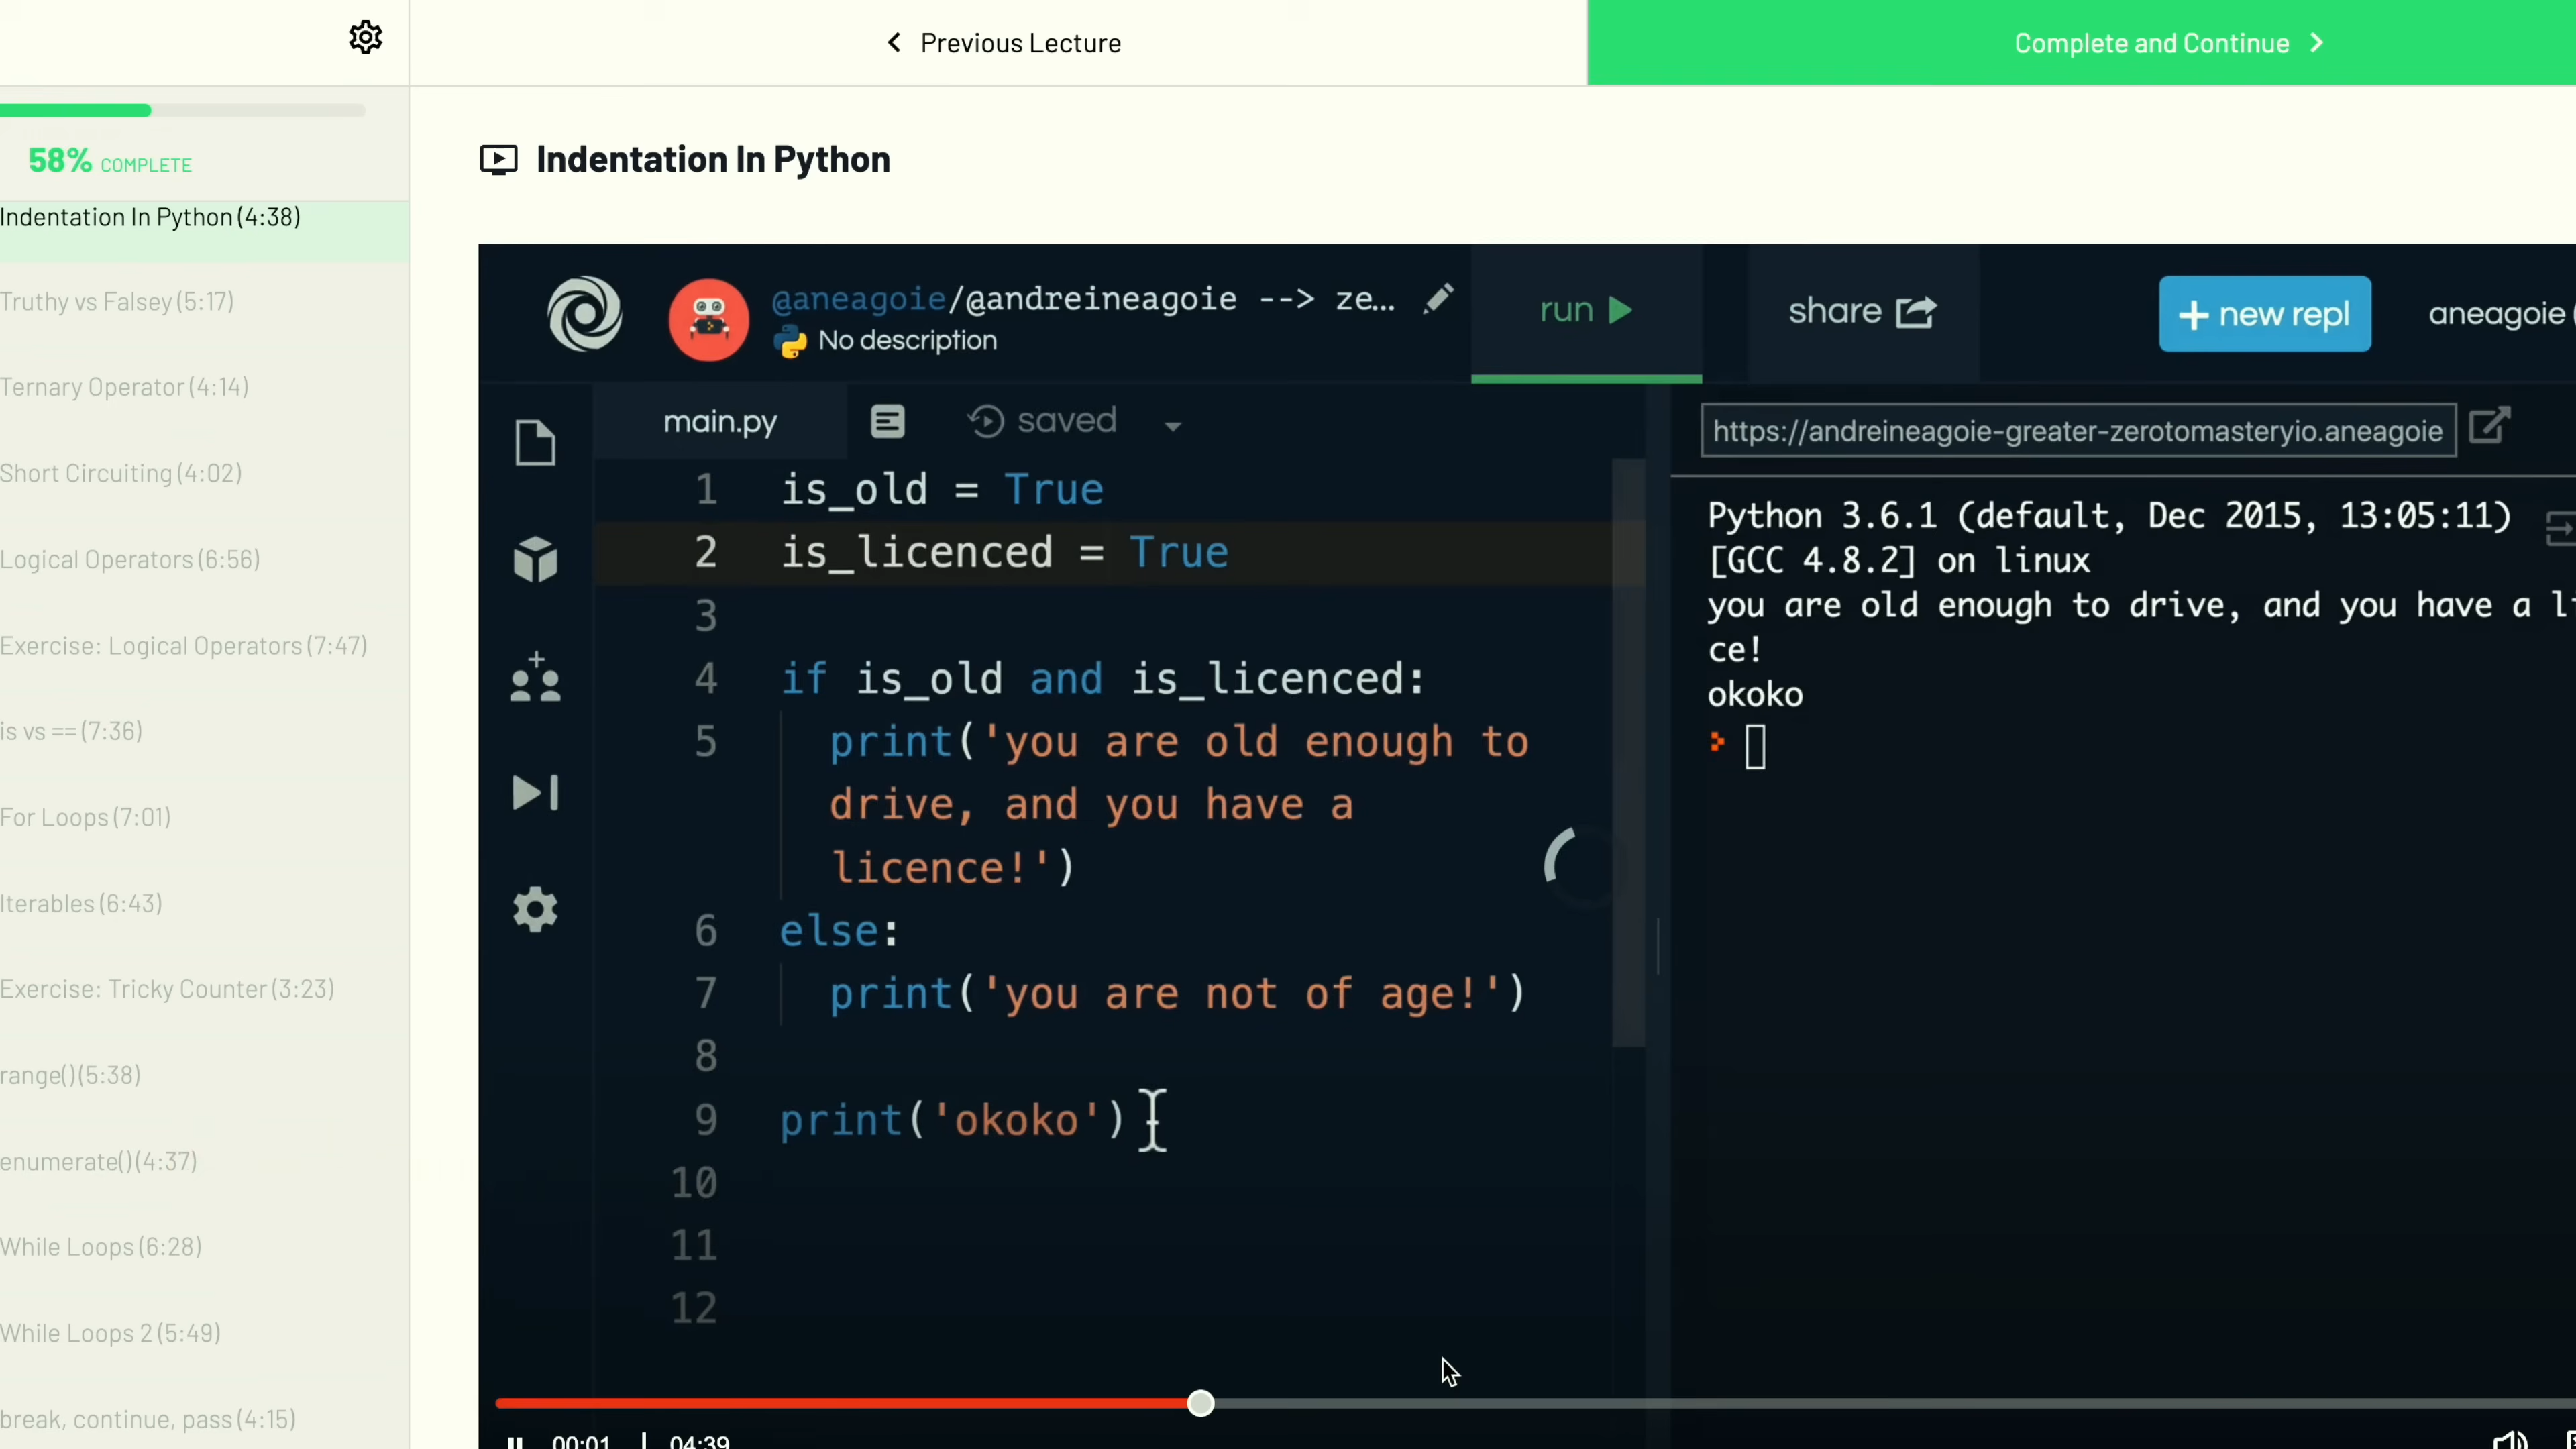 Previous Lecture
Complete and Continue
58% COMPLETE
Indentation In Python (4:38)
Truthy vs Falsey (5:17)
Ternary Operator (4:14)
Short Circuiting (4:02)
Logical Operators (6:56)
Exercise: Logical Operators (7:47)
is vs == (7:36)
For Loops (7:01)
Iterables (6:43)
Exercise: Tricky Counter (3:23)
range() (5:38)
enumerate() (4:37)
While Loops (6:28)
While Loops 2 (5:49)
break, continue, pass (4:15)
Indentation In Python
@aneagoie/@andreineagoie --> ze...
No description
run
share
+ new repl
aneagoie
main.py
saved
1 is_old = True
2 is_licenced = True
3
4 if is_old and is_licenced:
5 print('you are old enough to
drive, and you have a
licence!')
6 else:
7 print('you are not of age!')
8
9 print('okoko')
10
11
12
https://andreineagoie-greater-zerotomasteryio.aneagoie
Python 3.6.1 (default, Dec 2015, 13:05:11)
[GCC 4.8.2] on linux
you are old enough to drive, and you have a li
ce!
okoko
00:01 | 04:39